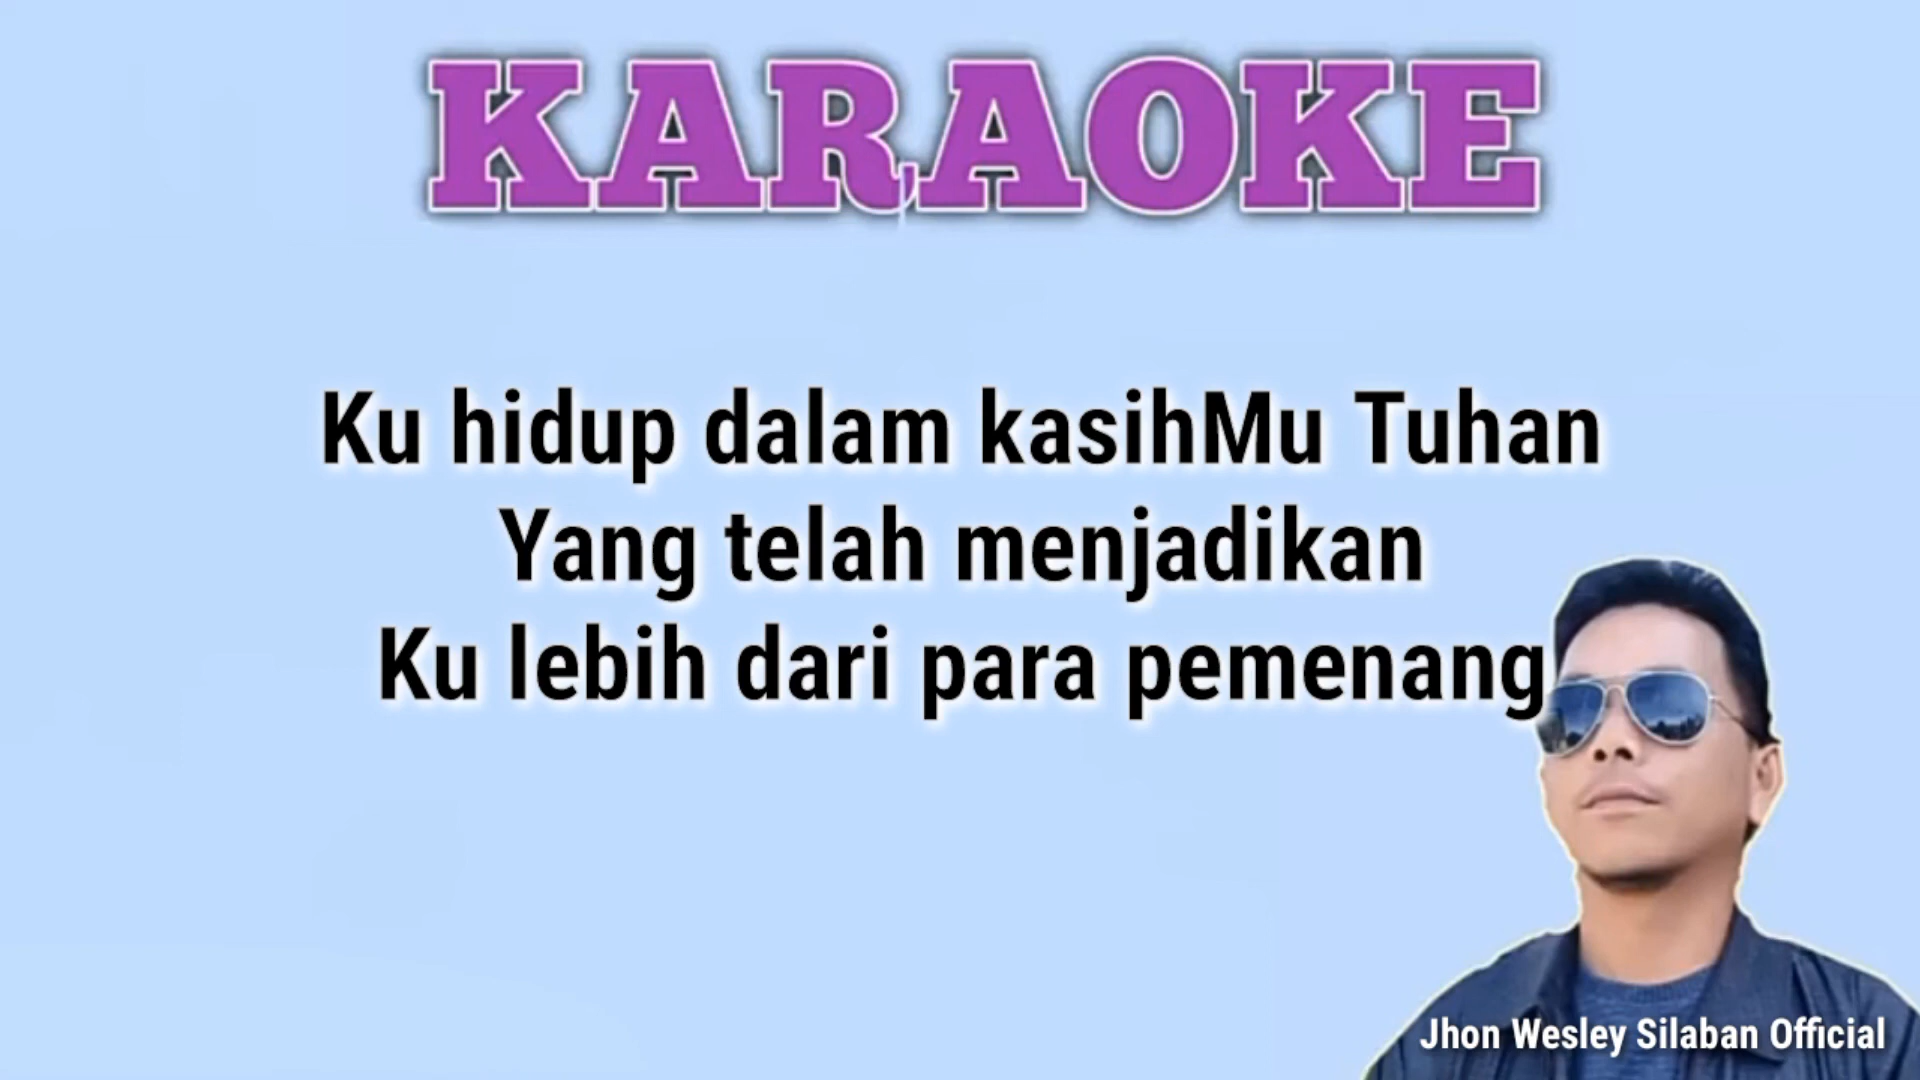 KARAOKE
Ku hidup dalam kasihMu Tuhan
Yang telah menjadikan
Ku lebih dari para pemenang
Jhon Wesley Silaban Official